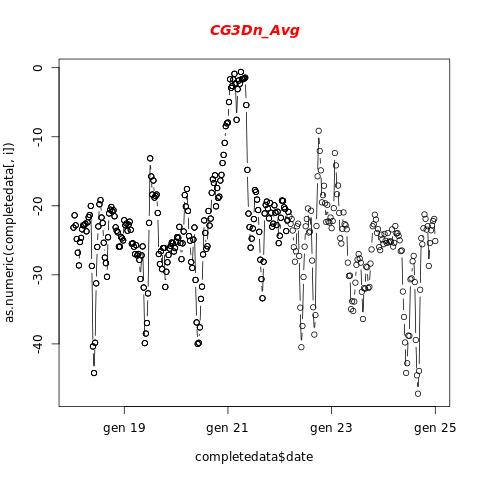 CG3Dn_Avg
as.numeric(completedata[, i])
0
-10
-20
-30
-40
gen 19
gen 21
gen 23
gen 25
completedata$date